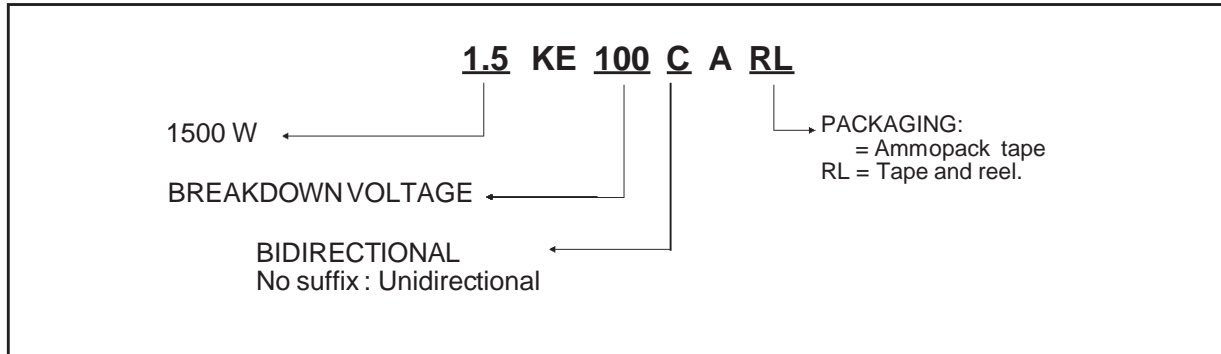 1.5 KE 100 C A RL
1500 W
PACKAGING:
= Ammopack tape
RL = Tape and reel.
BREAKDOWN VOLTAGE
BIDIRECTIONAL
No suffix : Unidirectional